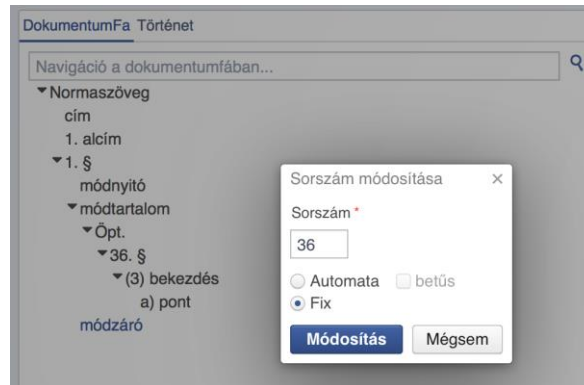 DokumentumFa Történet
Navigáció a dokumentumfában...
Normaszöveg
cím
1. alcím
1. §
módnyitó
módtartalom
Öpt.
36. §
(3) bekezdés
a) pont
módzáró
Sorszám módosítása ×
Sorszám *
36
Automata betűs
Fix
Módosítás Mégsem